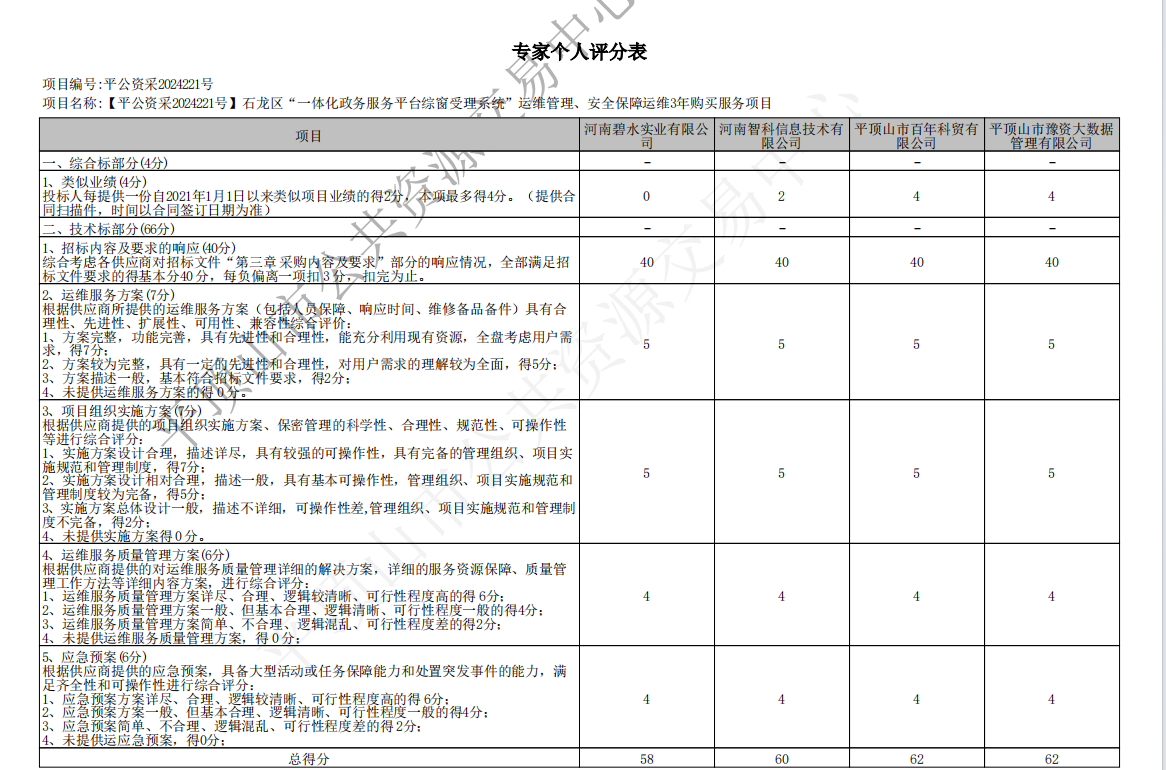 专家个人评分表
项目编号:平公资采2024221号
项目名称:【平公资采2024221号】石龙区“一体化政务服务平台综窗受理系统”运维管理、安全保障运维3年购买服务项目
项目
河南碧水实业有限公
司
河南智科信息技术有
限公司
平顶山市百年科贸有
限公司
平顶山市豫资大数据
管理有限公司
一、综合标部分(4分)
－ － － －
1、类似业绩(4分)
投标人每提供一份自2021年1月1日以来类似项目业绩的得2分，本项最多得4分。（提供合
同扫描件，时间以合同签订日期为准）
0 2 4 4
二、技术标部分(66分)
－ － － －
1、招标内容及要求的响应(40分)
综合考虑各供应商对招标文件“第三章 采购内容及要求”部分的响应情况，全部满足招
标文件要求的得基本分40 分，每负偏离一项扣 3 分，扣完为止。
40 40 40 40
2、运维服务方案(7分)
根据供应商所提供的运维服务方案（包括人员保障、响应时间、维修备品备件）具有合
理性、先进性、扩展性、可用性、兼容性综合评价:
1、方案完整，功能完善，具有先进性和合理性，能充分利用现有资源，全盘考虑用户需
求，得7分；
2、方案较为完整，具有一定的先进性和合理性，对用户需求的理解较为全面，得5分；
3、方案描述一般，基本符合招标文件要求，得2分；
4、未提供运维服务方案的得 0 分。
5 5 5 5
3、项目组织实施方案(7分)
根据供应商提供的项目组织实施方案、保密管理的科学性、合理性、规范性、可操作性
等进行综合评分:
1、实施方案设计合理，描述详尽，具有较强的可操作性，具有完备的管理组织、项目实
施规范和管理制度，得7分；
2、实施方案设计相对合理，描述一般，具有基本可操作性，管理组织、项目实施规范和
管理制度较为完备，得5分；
3、实施方案总体设计一般，描述不详细，可操作性差,管理组织、项目实施规范和管理制
度不完备，得2分；
4、未提供实施方案得 0 分。
5 5 5 5
4、运维服务质量管理方案(6分)
根据供应商提供的对运维服务质量管理详细的解决方案，详细的服务资源保障、质量管
理工作方法等详细内容方案，进行综合评分:
1、运维服务质量管理方案详尽、合理、逻辑较清晰、可行性程度高的得 6分；
2、运维服务质量管理方案一般、但基本合理、逻辑清晰、可行性程度一般的得4分；
3、运维服务质量管理方案简单、不合理、逻辑混乱、可行性程度差的得2分；
4、未提供运维服务质量管理方案，得 0 分；
4 4 4 4
5、应急预案(6分)
根据供应商提供的应急预案，具备大型活动或任务保障能力和处置突发事件的能力，满
足齐全性和可操作性进行综合评分:
1、应急预案方案详尽、合理、逻辑较清晰、可行性程度高的得 6分；
2、应急预案方案一般、但基本合理、逻辑清晰、可行性程度一般的得4分；
3、应急预案简单、不合理、逻辑混乱、可行性程度差的得 2分；
4、未提供运应急预案，得0分；
4 4 4 4
总得分
58 60 62 62
平顶山市公共资源交易中心
平顶山市公共资源交易中心